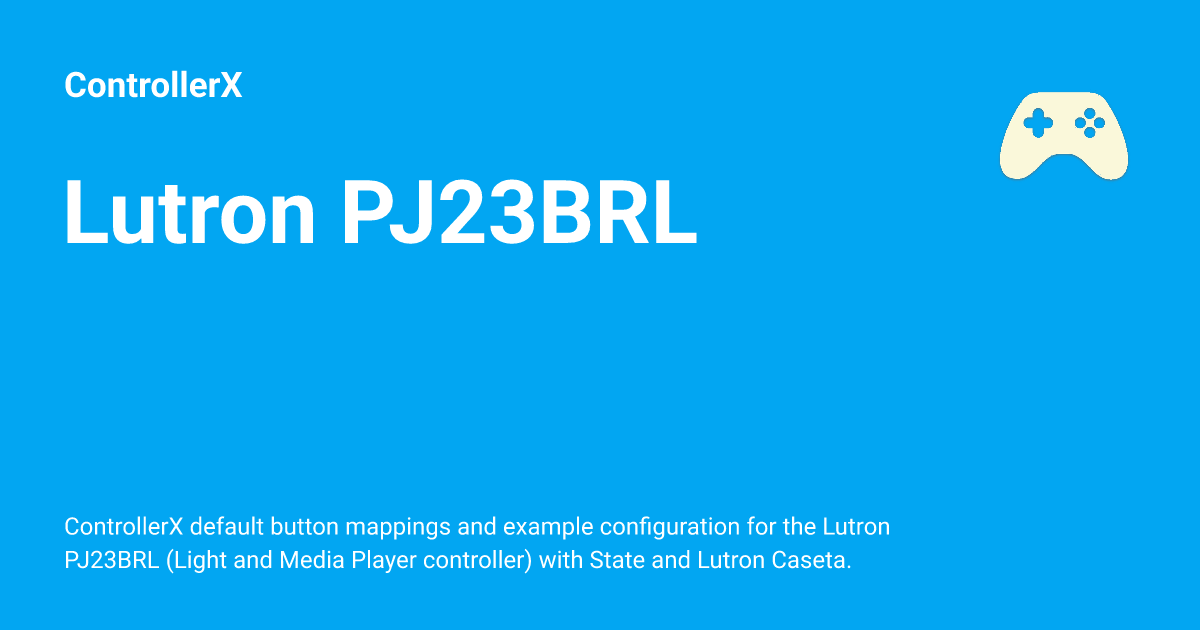 ControllerX
Lutron PJ23BRL
ControllerX default button mappings and example configuration for the Lutron
PJ23BRL (Light and Media Player controller) with State and Lutron Caseta.